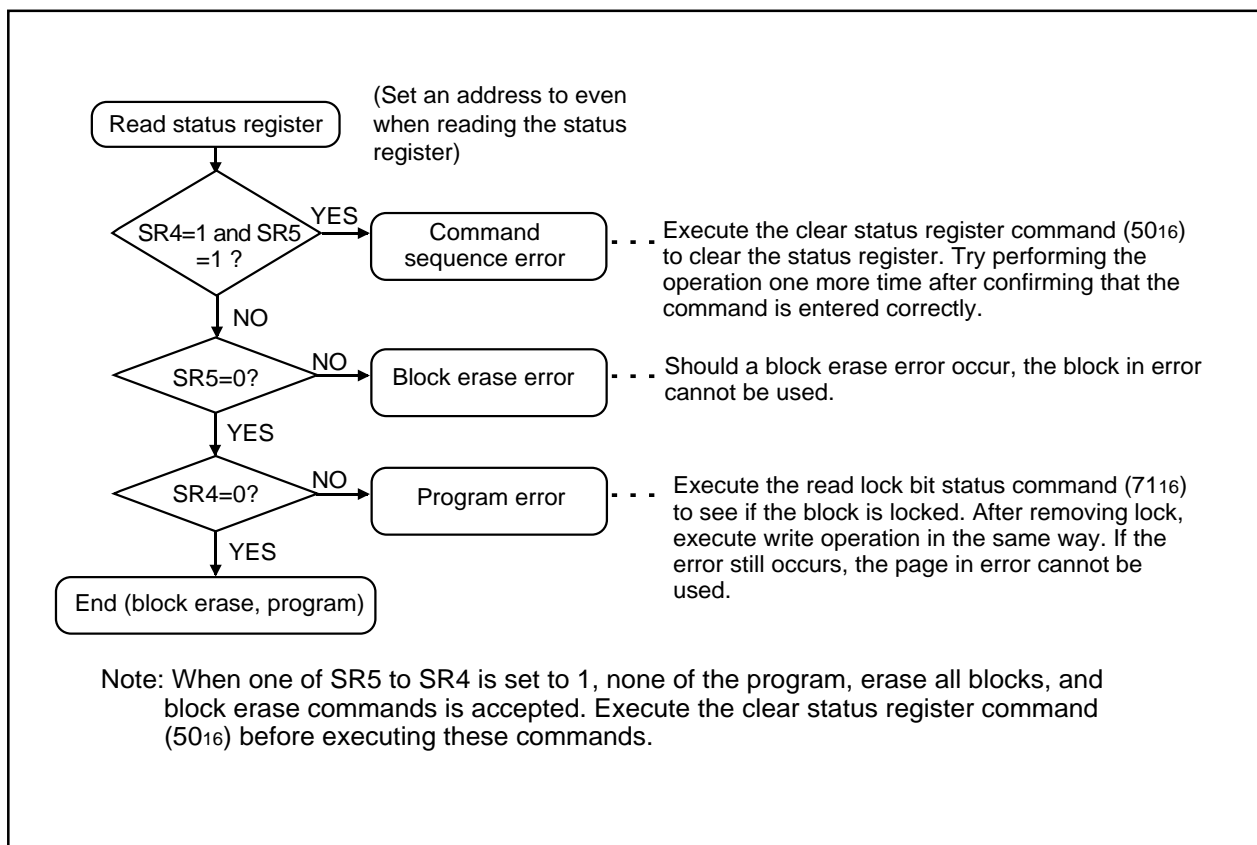 Read status register
(Set an address to even
when reading the status
register)
SR4=1 and SR5
=1 ?
YES
Command
sequence error
Execute the clear status register command (5016)
to clear the status register. Try performing the
operation one more time after confirming that the
command is entered correctly.
NO
SR5=0?
NO
Block erase error
Should a block erase error occur, the block in error
cannot be used.
YES
SR4=0?
NO
Program error
Execute the read lock bit status command (7116)
to see if the block is locked. After removing lock,
execute write operation in the same way. If the
error still occurs, the page in error cannot be
used.
YES
End (block erase, program)
Note: When one of SR5 to SR4 is set to 1, none of the program, erase all blocks, and
block erase commands is accepted. Execute the clear status register command
(5016) before executing these commands.